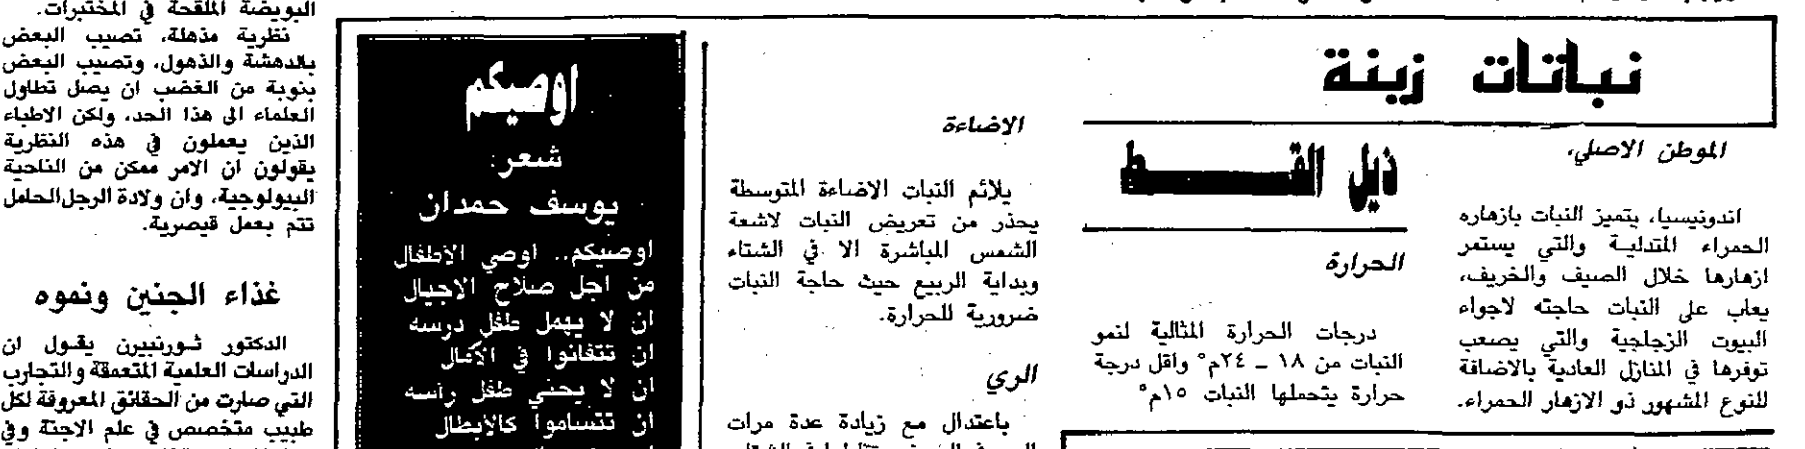 نباتات زينة
ذيل القــط
الموطن الاصلي.
اندونيسيا، يتميز النبات بازهاره
الحمراء المتدلية والتي يستمر
ازهارها خلال الصيف والخريف،
يعاب على النبات حاجته لاجواء
البيوت الزجاجية والتي يصعب
توفرها في المنازل العادية بالاضافة
للنوع المشهور ذو الازهار الحمراء.
الحرارة
درجات الحرارة المثالية لنمو
النبات من ١٨ ـ ٢٤م° واقل درجة
حرارة يتحملها النبات ١٥م°
الاضاءة
يلائم النبات الاضاءة المتوسطة
يحذر من تعريض النبات لاشعة
الشمس المباشرة الا في الشتاء
وبداية الربيع حيث حاجة النبات
ضرورية للحرارة.
الري
باعتدال مع زيادة عدة مرات
اوصيكم
شعر:
يوسف حمدان
اوصيكم.. اوصي الاطفال
من اجل صلاح الاجيال
ان لا يهمل طفل درسه
ان تتفانوا في الآمال
ان لا يحني طفل رأسه
ان تتساموا كالأبطال
البويضة الملقحة في المختبرات.
نظرية مذهلة، تصيب البعض
بالدهشة والذهول، وتصيب البعض
بنوبة من الغضب ان يصل تطاول
العلماء الى هذا الحد، ولكن الاطباء
الذين يعملون في هذه النظرية
يقولون ان الامر ممكن من الناحية
البيولوجية، وان ولادة الرجل الحامل
تتم بعمل قيصرية.
غذاء الجنين ونموه
الدكتور ثورنبيرن يقول ان
الدراسات العلمية المتعمقة والتجارب
التي صارت من الحقائق المعروفة لكل
طبيب متخصص في علم الاجنة وفي